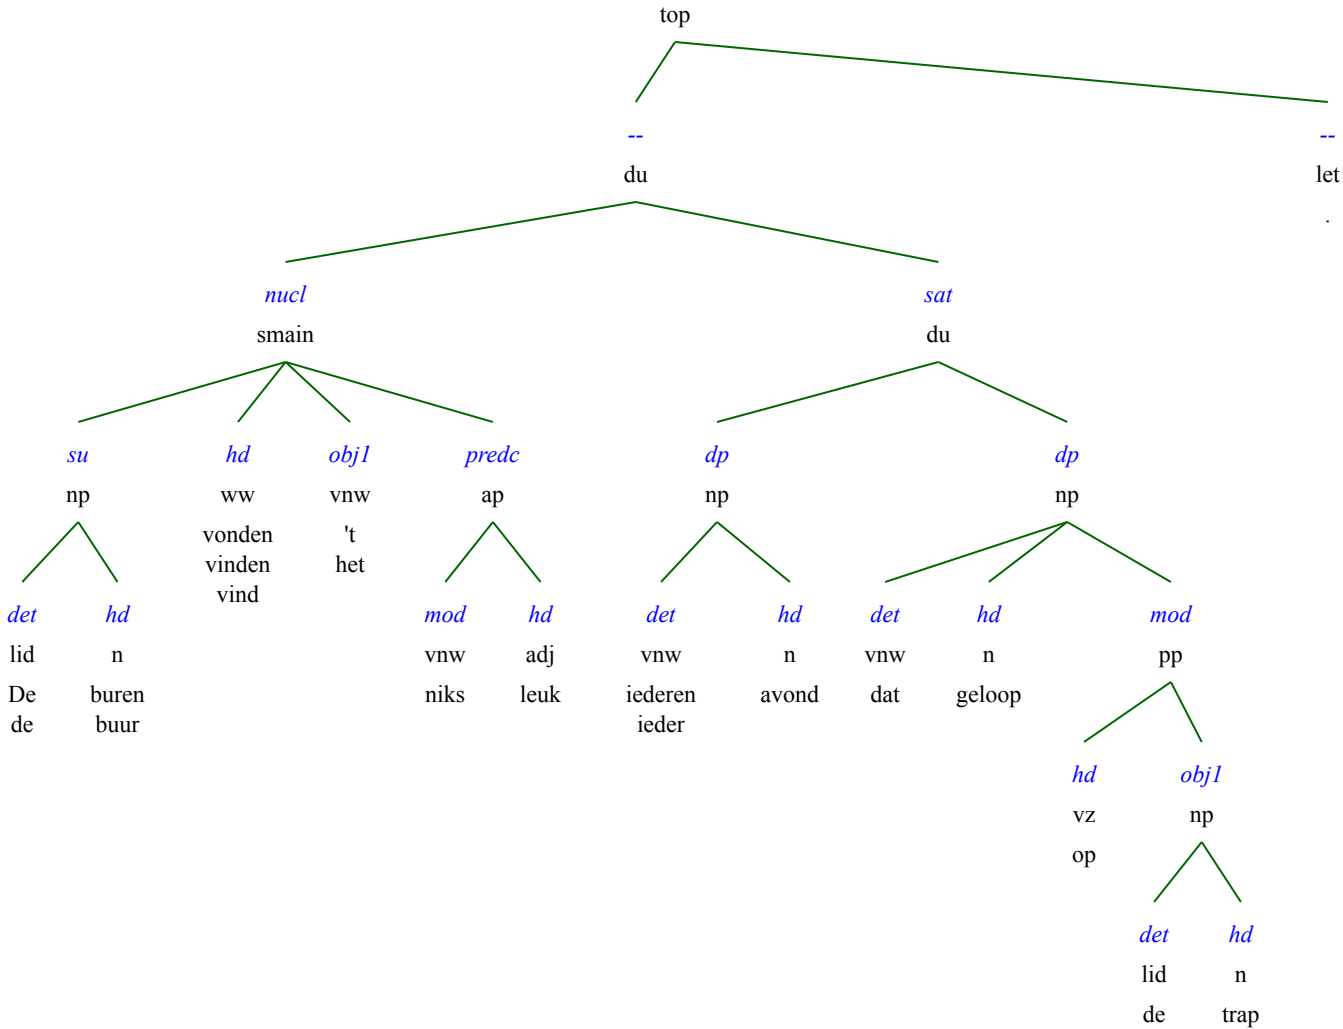 top
-- --
du let
.
nucl sat
smain du
su hd obj1 predc dp dp
np ww vnw ap np np
vonden 't
vinden het
vind
det hd mod hd det hd det hd mod
lid n vnw adj vnw n vnw n pp
De buren niks leuk iederen avond dat geloop
de buur ieder
hd obj1
vz np
op
det hd
lid n
de trap